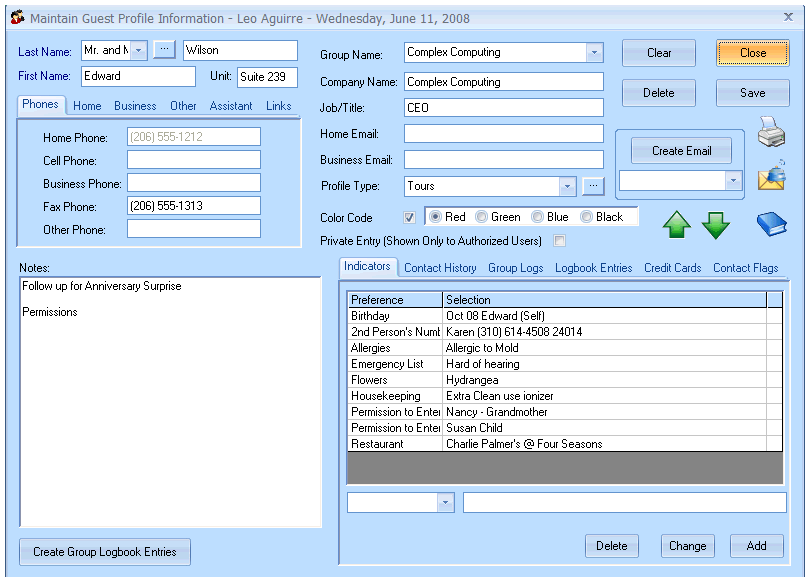 Maintain Guest Profile Information - Leo Aguirre - Wednesday, June 11, 2008
Last Name: Mr. and M ... Wilson
First Name: Edward Unit: Suite 239
Phones Home Business Other Assistant Links
Home Phone: (206) 555-1212
Cell Phone:
Business Phone:
Fax Phone: (206) 555-1313
Other Phone:
Group Name: Complex Computing
Company Name: Complex Computing
Job/Title: CEO
Home Email:
Business Email:
Profile Type: Tours ...
Color Code Red Green Blue Black
Private Entry (Shown Only to Authorized Users)
Clear Close
Delete Save
Create Email
Notes:
Follow up for Anniversary Surprise
Permissions
Create Group Logbook Entries
Indicators Contact History Group Logs Logbook Entries Credit Cards Contact Flags
Preference Selection
Birthday Oct 08 Edward (Self)
2nd Person's Numb Karen (310) 614-4508 24014
Allergies Allergic to Mold
Emergency List Hard of hearing
Flowers Hydrangea
Housekeeping Extra Clean use ionizer
Permission to Enter Nancy - Grandmother
Permission to Enter Susan Child
Restaurant Charlie Palmer's @ Four Seasons
Delete Change Add